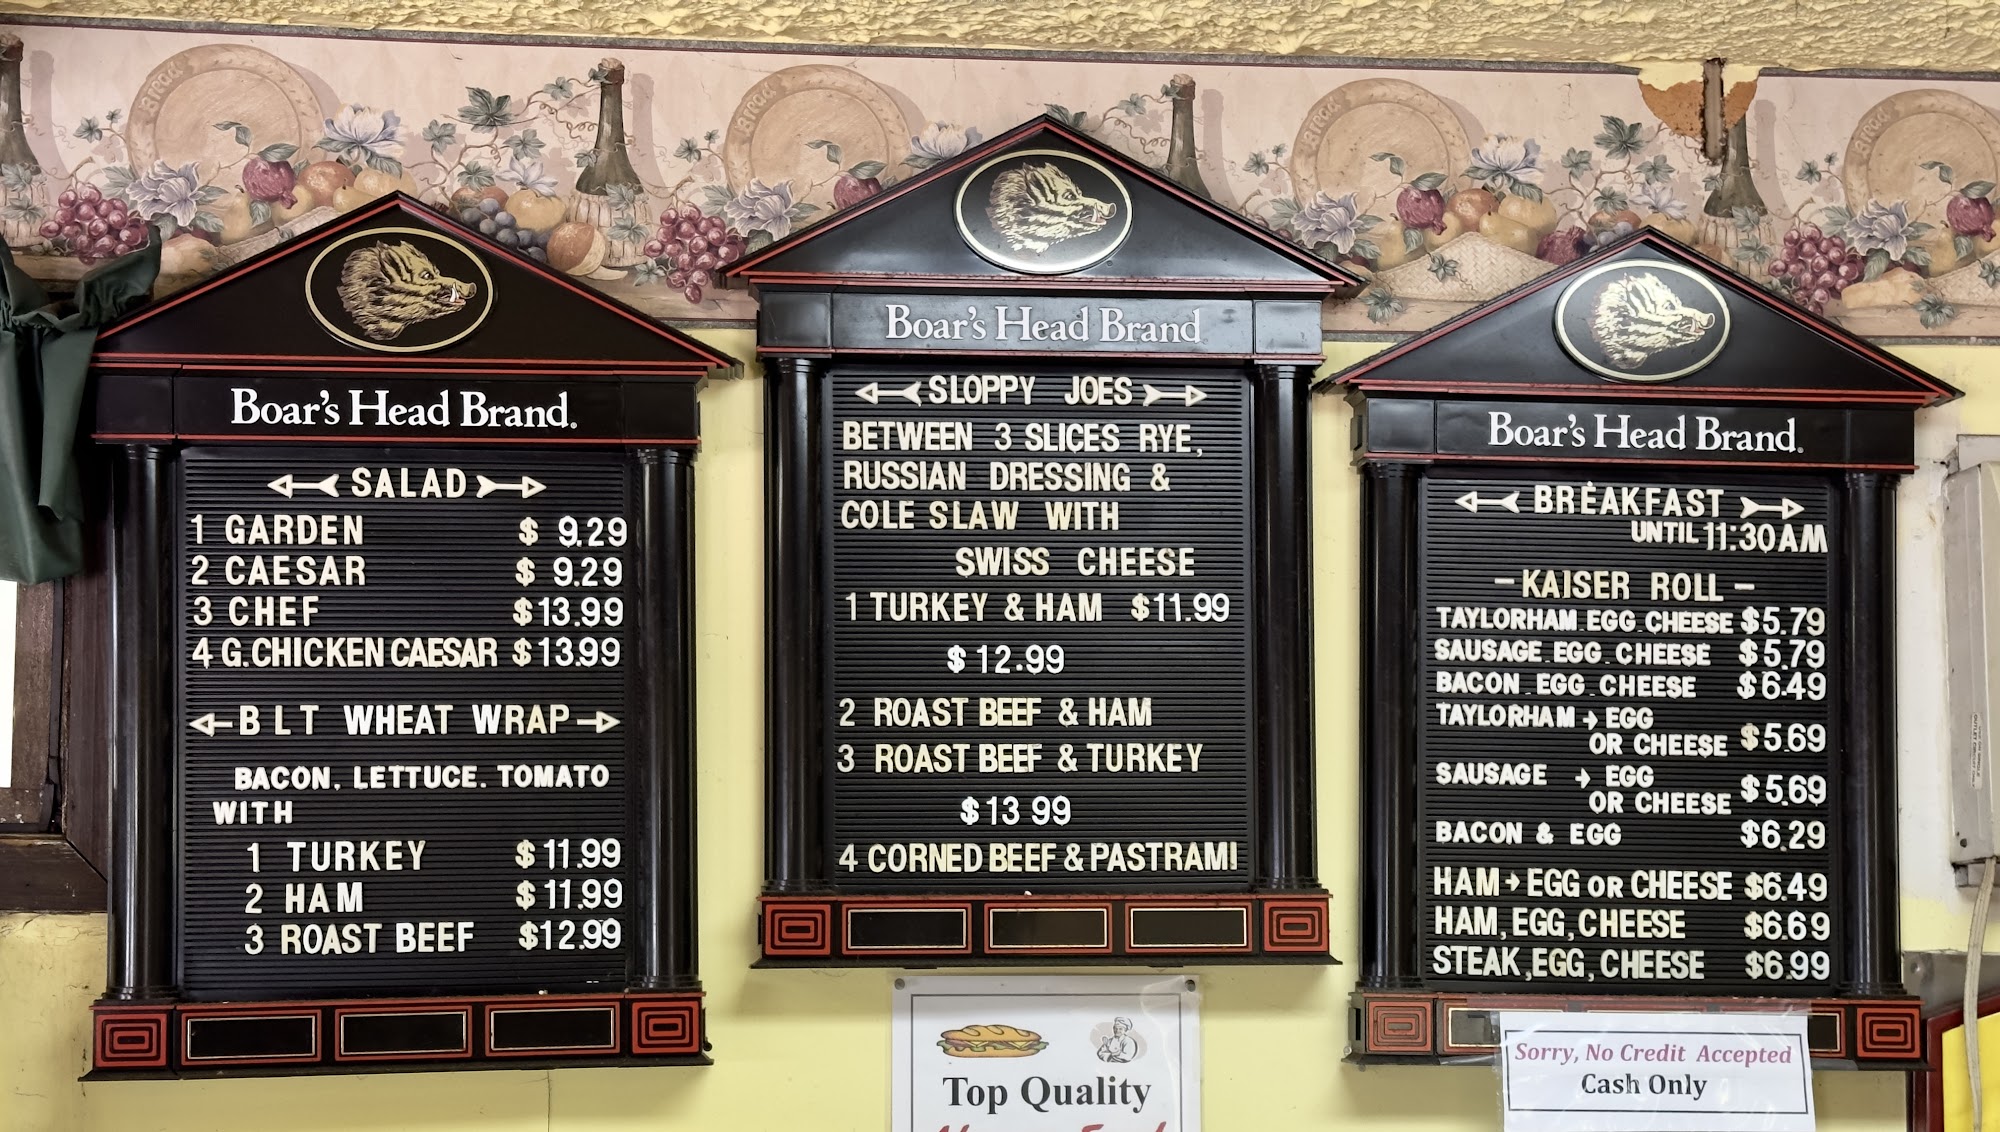 Boar's Head Brand.
SALAD
1 GARDEN $ 9.29
2 CAESAR $ 9.29
3 CHEF $13.99
4 G.CHICKEN CAESAR $13.99
B L T WHEAT WRAP
BACON, LETTUCE. TOMATO
WITH
1 TURKEY $11.99
2 HAM $11.99
3 ROAST BEEF $12.99
Boar's Head Brand
SLOPPY JOES
BETWEEN 3 SLICES RYE,
RUSSIAN DRESSING &
COLE SLAW WITH
SWISS CHEESE
1 TURKEY & HAM $11.99
$12.99
2 ROAST BEEF & HAM
3 ROAST BEEF & TURKEY
$13 99
4 CORNED BEEF & PASTRAMI
Top Quality
Boar's Head Brand.
BREAKFAST
UNTIL 11:30AM
- KAISER ROLL -
TAYLORHAM EGG CHEESE $5.79
SAUSAGE EGG CHEESE $5.79
BACON EGG CHEESE $6.49
TAYLORHAM → EGG
OR CHEESE $5.69
SAUSAGE → EGG
OR CHEESE $5.69
BACON & EGG $6.29
HAM → EGG OR CHEESE $6.49
HAM, EGG, CHEESE $6.69
STEAK, EGG, CHEESE $6.99
Sorry, No Credit Accepted
Cash Only
Bread
Bread
Bread
Bread